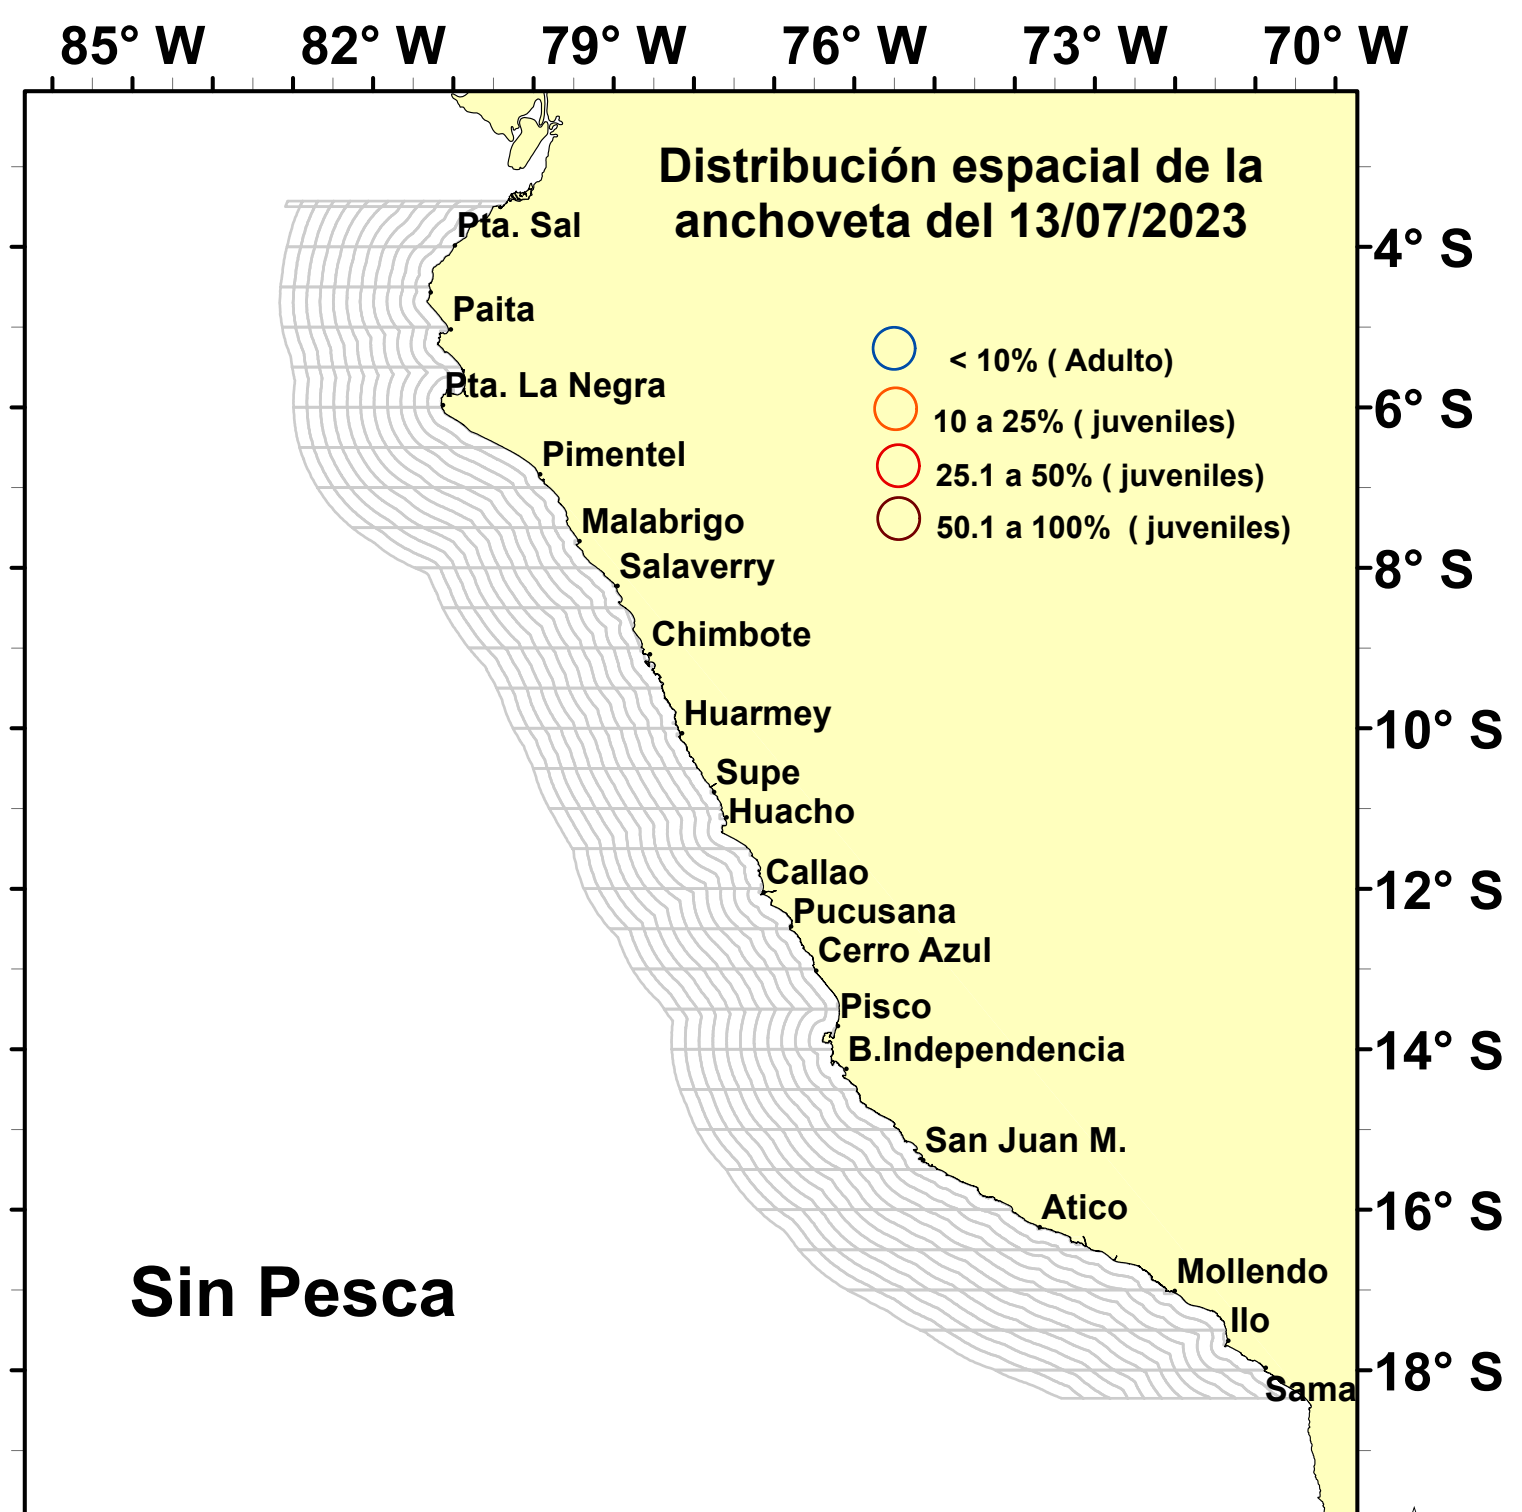 85° W 82° W 79° W 76° W 73° W 70° W
Distribución espacial de la
anchoveta del 13/07/2023
Pta. Sal
4° S
Paita
< 10% ( Adulto)
Pta. La Negra
6° S
10 a 25% ( juveniles)
Pimentel
25.1 a 50% ( juveniles)
Malabrigo
50.1 a 100% ( juveniles)
Salaverry
8° S
Chimbote
Huarmey
10° S
Supe
Huacho
Callao
12° S
Pucusana
Cerro Azul
Pisco
B.Independencia
14° S
San Juan M.
Atico
16° S
Mollendo
Sin Pesca
Ilo
18° S
Sama